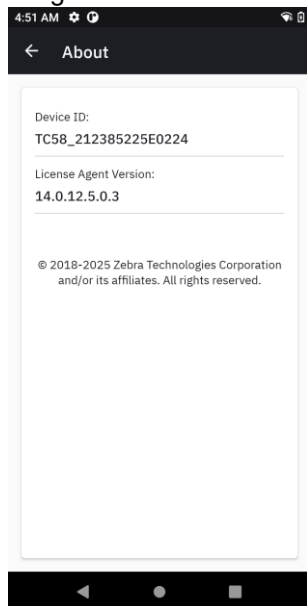 4:51 AM
About
Device ID:
TC58_212385225E0224
License Agent Version:
14.0.12.5.0.3
© 2018-2025 Zebra Technologies Corporation
and/or its affiliates. All rights reserved.